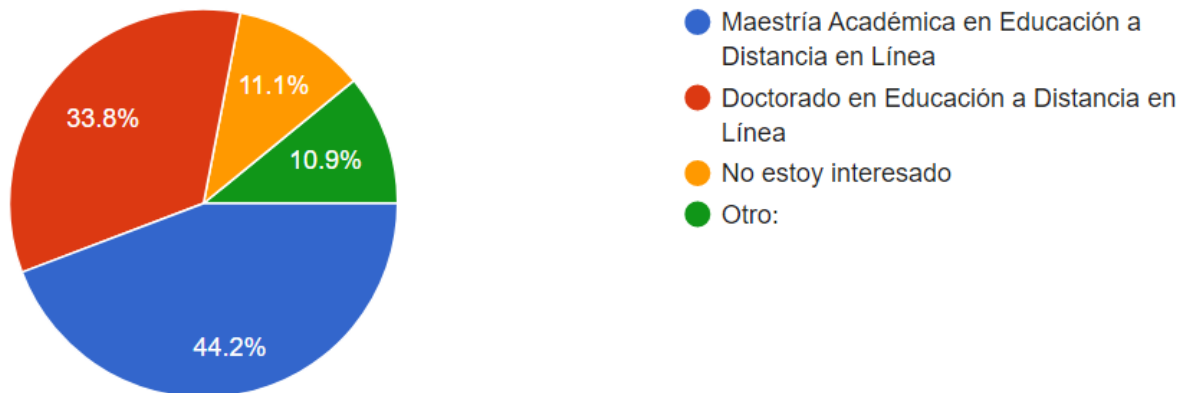 11.1%
33.8%
10.9%
44.2%
Maestría Académica en Educación a
Distancia en Línea
Doctorado en Educación a Distancia en
Línea
No estoy interesado
Otro: